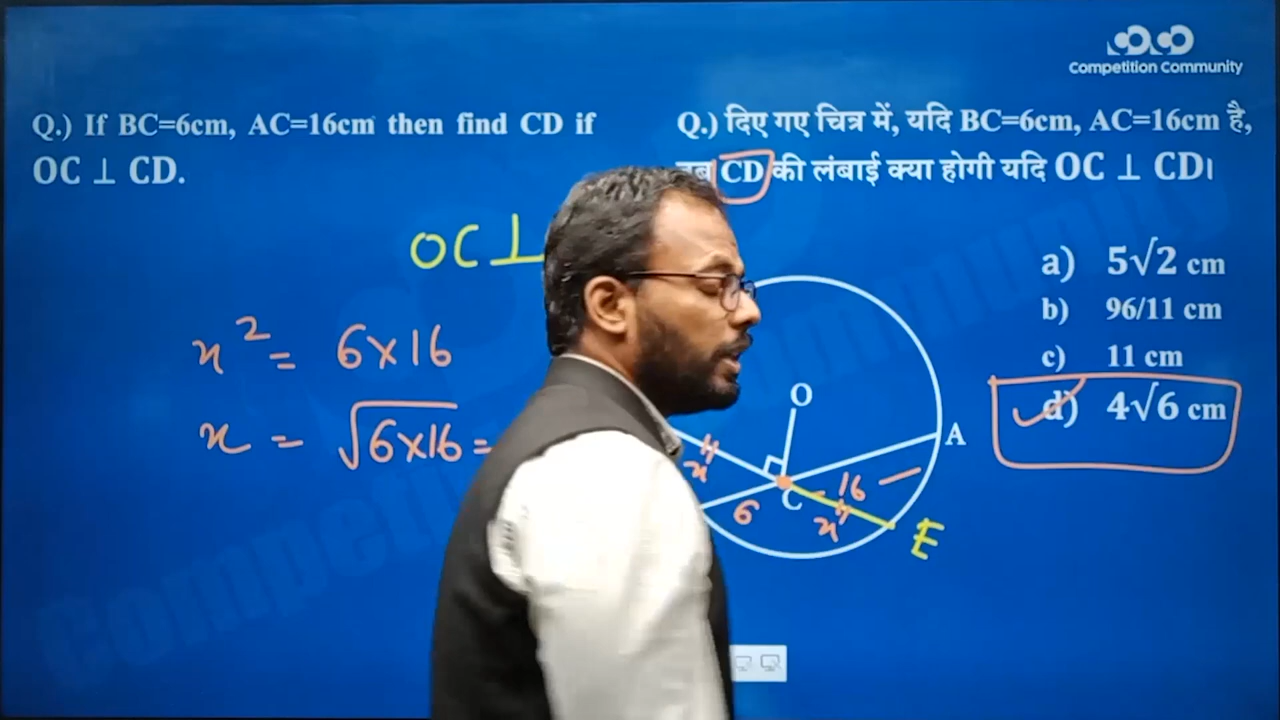 Competition Community
Q.) If BC=6cm, AC=16cm then find CD if
OC ⊥ CD.
Q.) दिए गए चित्र में, यदि BC=6cm, AC=16cm है,
CD की लंबाई क्या होगी यदि OC ⊥ CD।
OC ⊥
a) 5√2 cm
b) 96/11 cm
c) 11 cm
d) 4√6 cm
x² = 6×16
x = √6×16 =
O
A
x
16
6
C
x
E